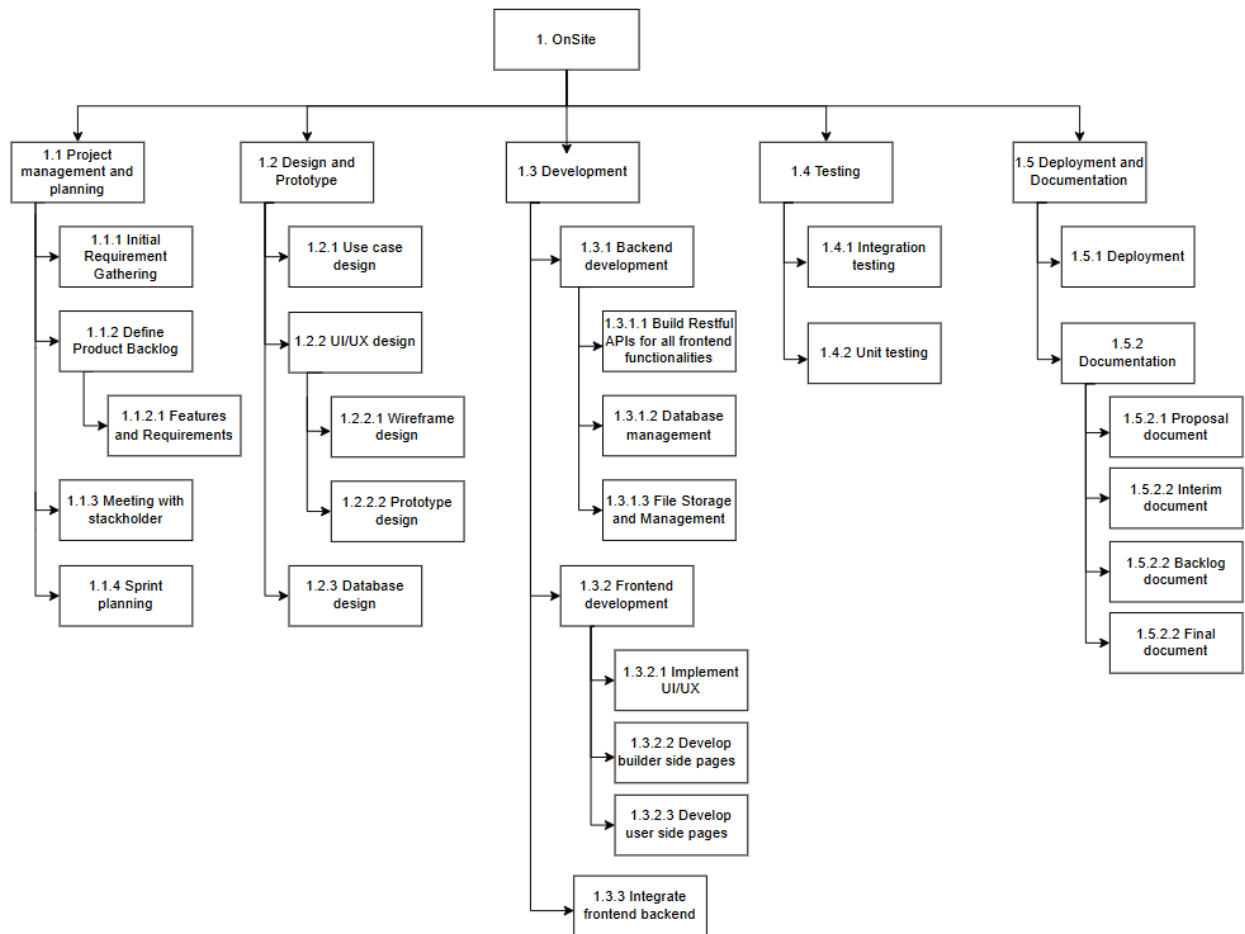 1. OnSite
1.1 Project
management and
planning
1.1.1 Initial
Requirement
Gathering
1.1.2 Define
Product Backlog
1.1.2.1 Features
and Requirements
1.1.3 Meeting with
stackholder
1.1.4 Sprint
planning
1.2 Design and
Prototype
1.2.1 Use case
design
1.2.2 UI/UX design
1.2.2.1 Wireframe
design
1.2.2.2 Prototype
design
1.2.3 Database
design
1.3 Development
1.3.1 Backend
development
1.3.1.1 Build Restful
APIs for all frontend
functionalities
1.3.1.2 Database
management
1.3.1.3 File Storage
and Management
1.3.2 Frontend
development
1.3.2.1 Implement
UI/UX
1.3.2.2 Develop
builder side pages
1.3.2.3 Develop
user side pages
1.3.3 Integrate
frontend backend
1.4 Testing
1.4.1 Integration
testing
1.4.2 Unit testing
1.5 Deployment and
Documentation
1.5.1 Deployment
1.5.2
Documentation
1.5.2.1 Proposal
document
1.5.2.2 Interim
document
1.5.2.2 Backlog
document
1.5.2.2 Final
document